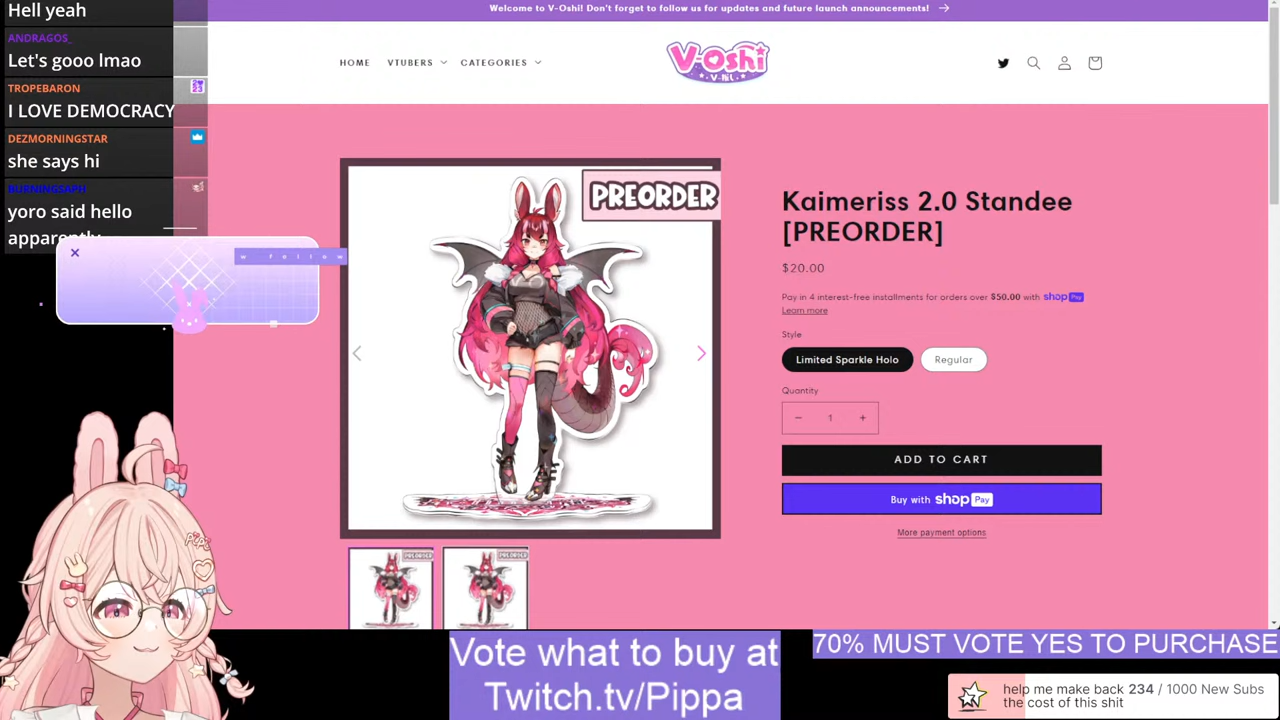 Hell yeah
ANDRAGOS_
Let's gooo lmao
TROPEBARON
I LOVE DEMOCRACY
DEZMORNINGSTAR
she says hi
BURNINGSAPH
yoro said hello
apparently
w follow
Welcome to V-Oshi! Don't forget to follow us for updates and future launch announcements!
HOME
VTUBERS
CATEGORIES
V-Oshi
PREORDER
Kaimeriss 2.0 Standee
[PREORDER]
$20.00
Pay in 4 interest-free installments for orders over $50.00 with shop Pay
Learn more
Style
Limited Sparkle Holo
Regular
Quantity
1
ADD TO CART
Buy with shop Pay
More payment options
PREORDER
PREORDER
Vote what to buy at
Twitch.tv/Pippa
70% MUST VOTE YES TO PURCHASE
help me make back 234 / 1000 New Subs
the cost of this shit